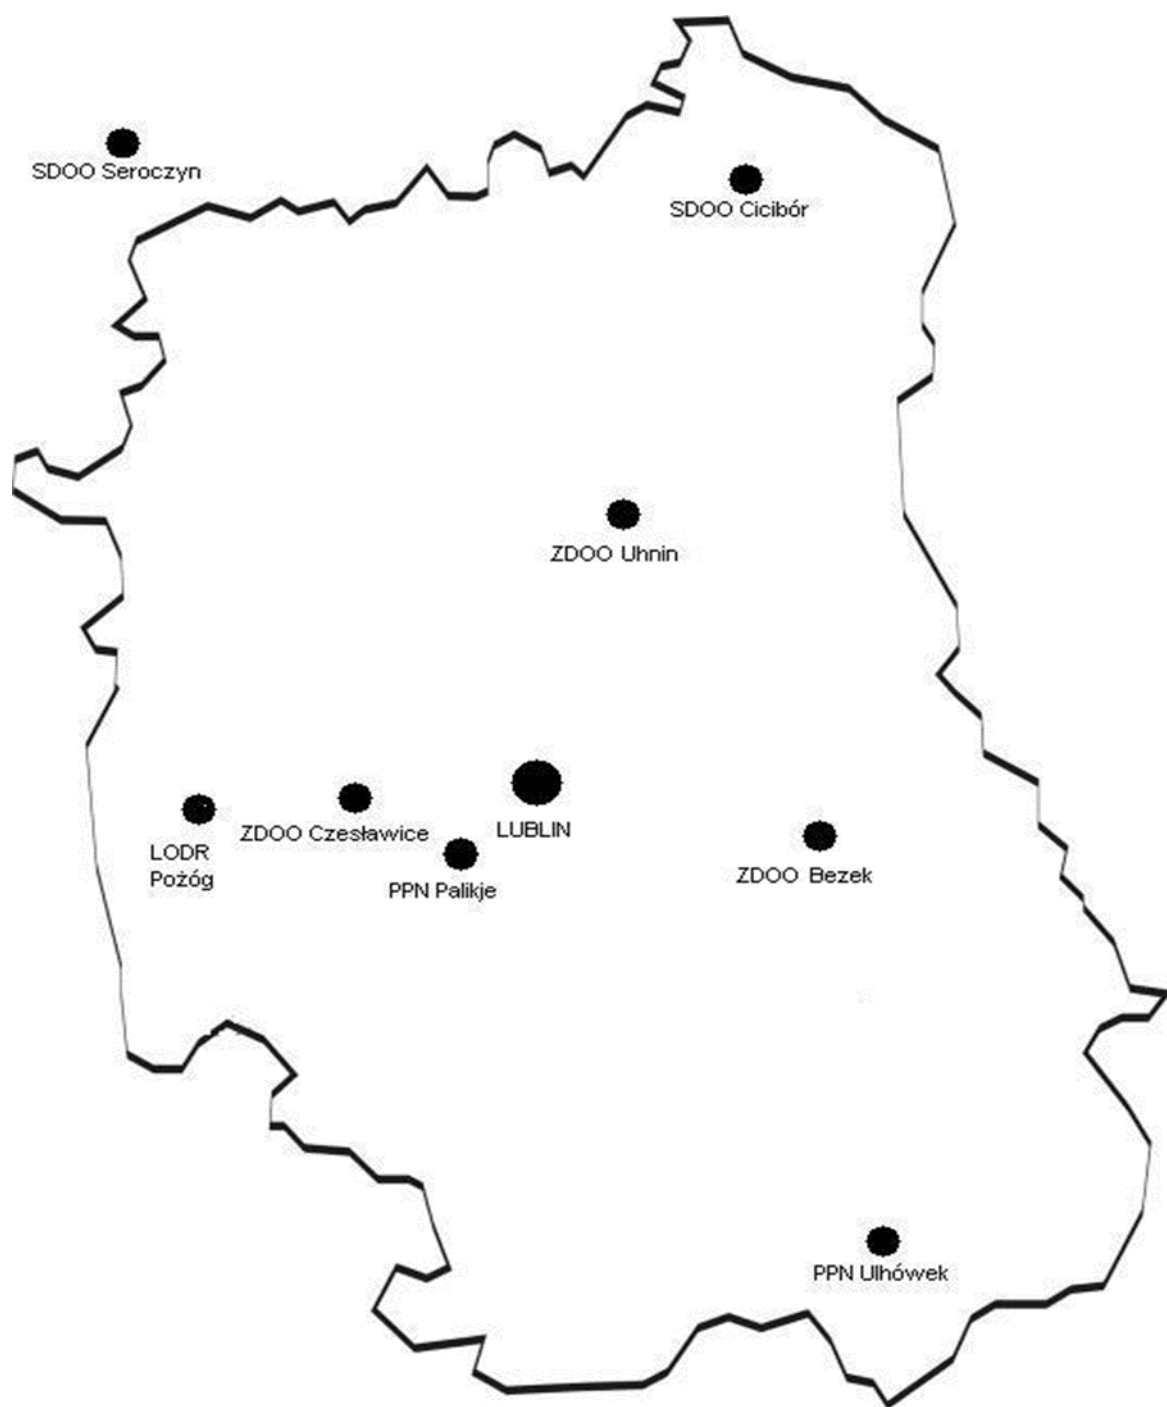 SDOO Seroczyn
SDOO Cicibór
ZDOO Uhnin
ZDOO Czesławice
LUBLIN
LODR
Pożóg
PPN Palikje
ZDOO Bezek
PPN Ulhówek